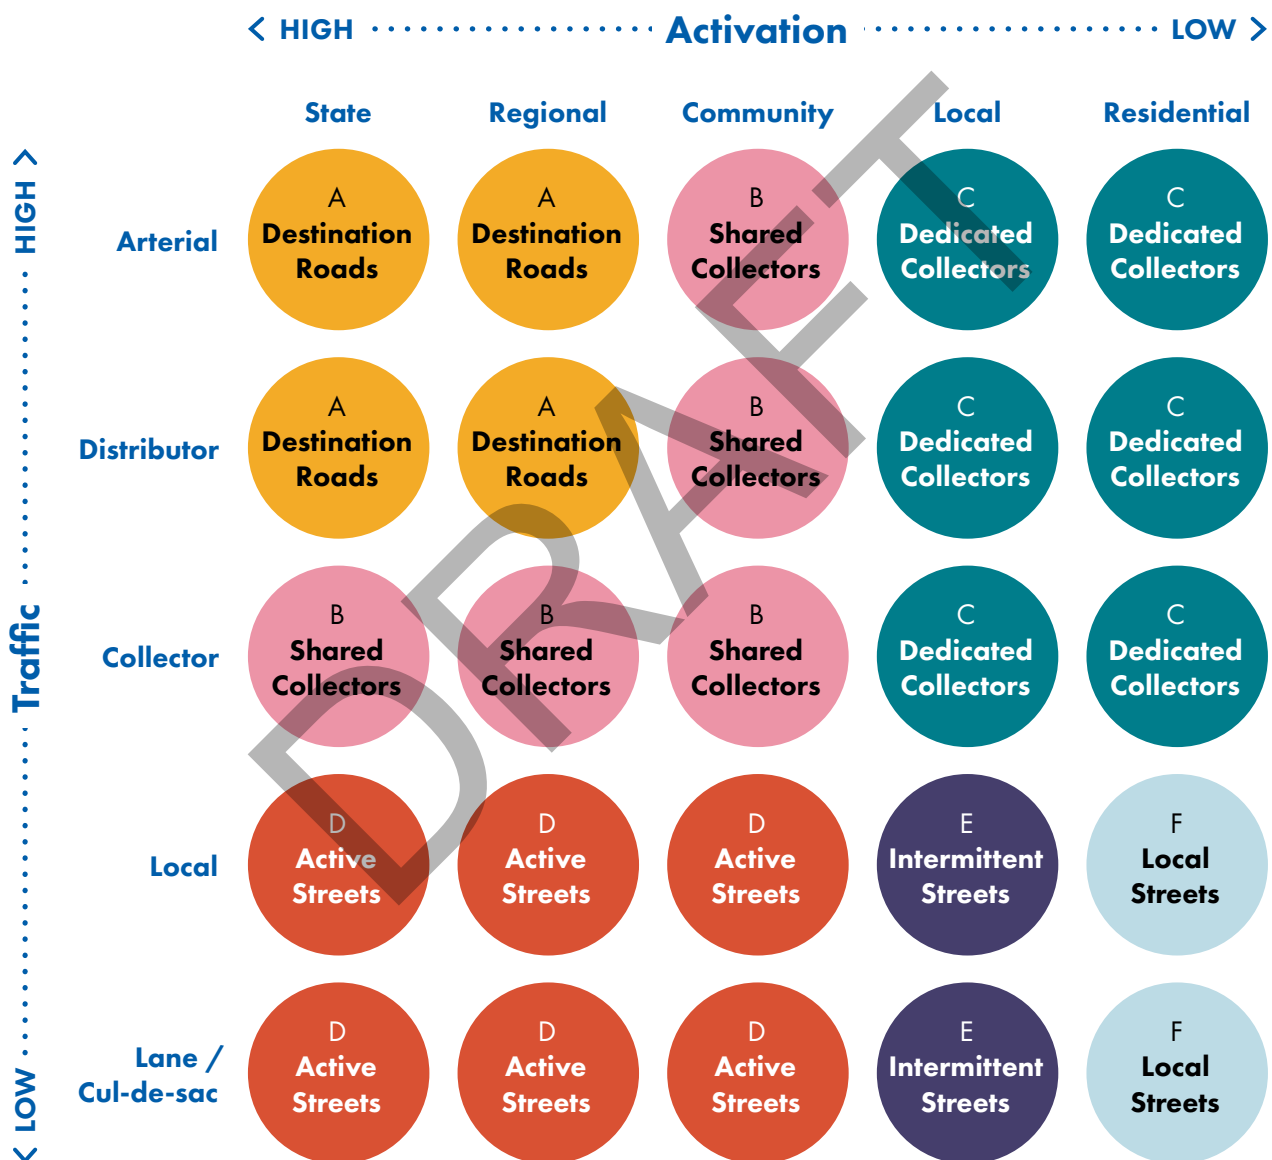 < HIGH Activation LOW >
State Regional Community Local Residential
Traffic
HIGH >
< LOW
Arterial
A A B C C
Destination Destination Shared Dedicated Dedicated
Roads Roads Collectors Collectors Collectors
Distributor
A A B C C
Destination Destination Shared Dedicated Dedicated
Roads Roads Collectors Collectors Collectors
Collector
B B B C C
Shared Shared Shared Dedicated Dedicated
Collectors Collectors Collectors Collectors Collectors
Local
D D D E F
Active Active Active Intermittent Local
Streets Streets Streets Streets Streets
Lane /
Cul-de-sac
D D D E F
Active Active Active Intermittent Local
Streets Streets Streets Streets Streets
DRAFT